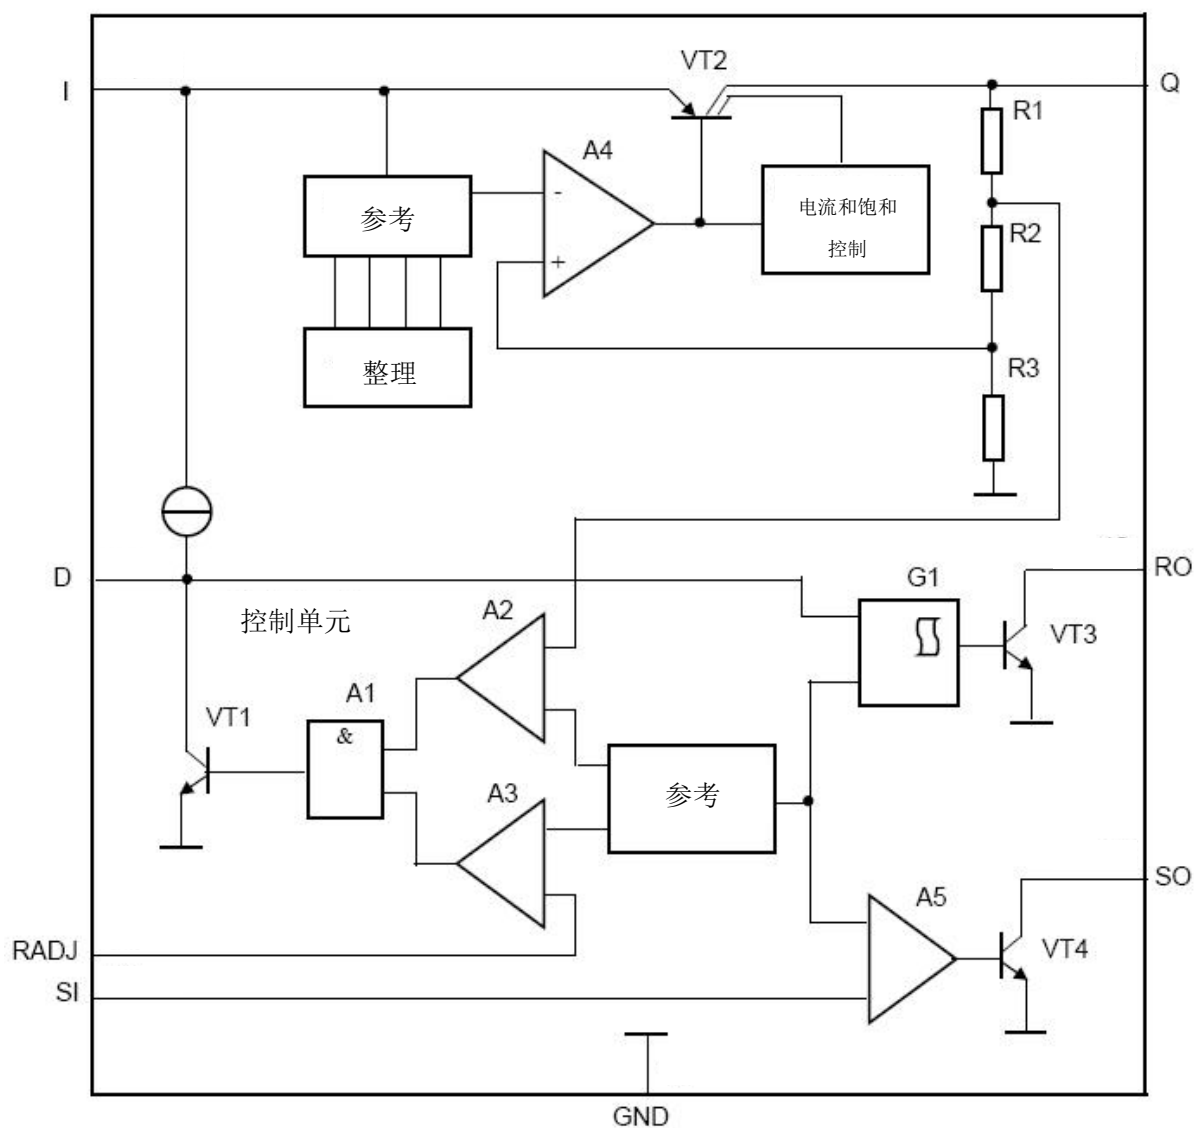 VT2
I
Q
R1
A4
-
参考
电流和饱和
控制
R2
+
整理
R3
D
RO
G1
控制单元
A2
VT3
A1
VT1
&
A3
参考
SO
A5
VT4
RADJ
SI
GND